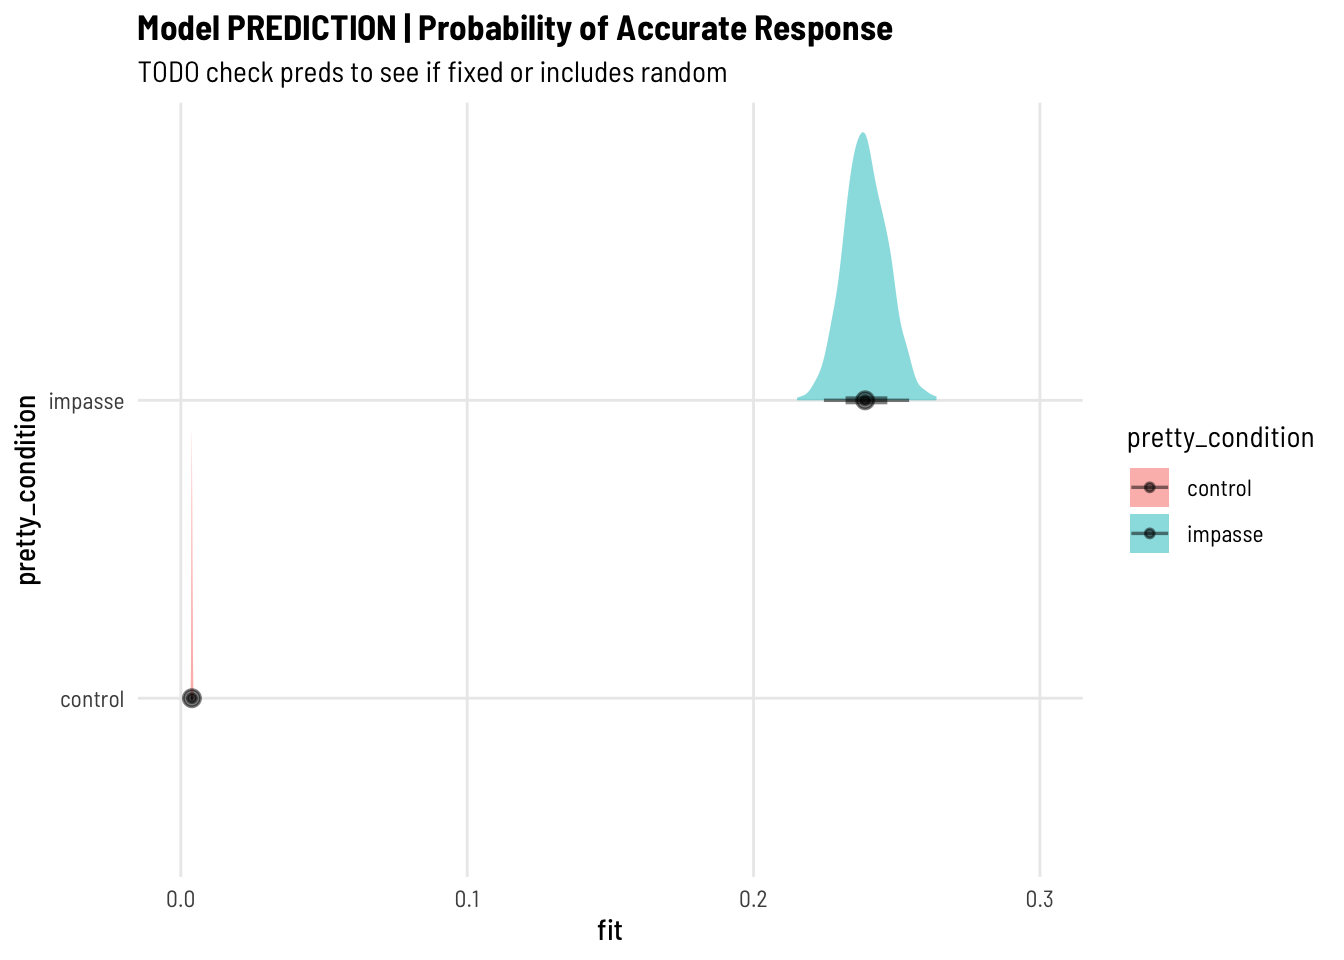 Model PREDICTION | Probability of Accurate Response
TODO check preds to see if fixed or includes random
pretty_condition
impasse
control
0.0
0.1
0.2
0.3
fit
pretty_condition
control
impasse